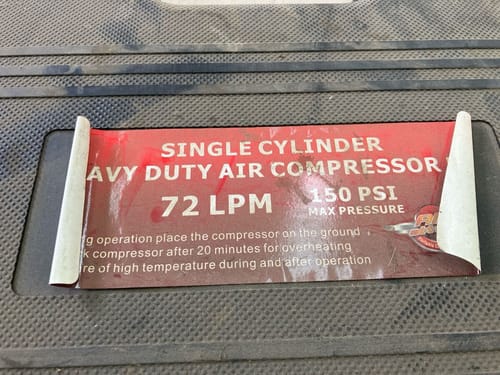 SINGLE CYLINDER
AVY DUTY AIR COMPRESSOR
72 LPM
150 PSI
MAX PRESSURE
g operation place the compressor on the ground
k compressor after 20 minutes for overheating
re of high temperature during and after operation